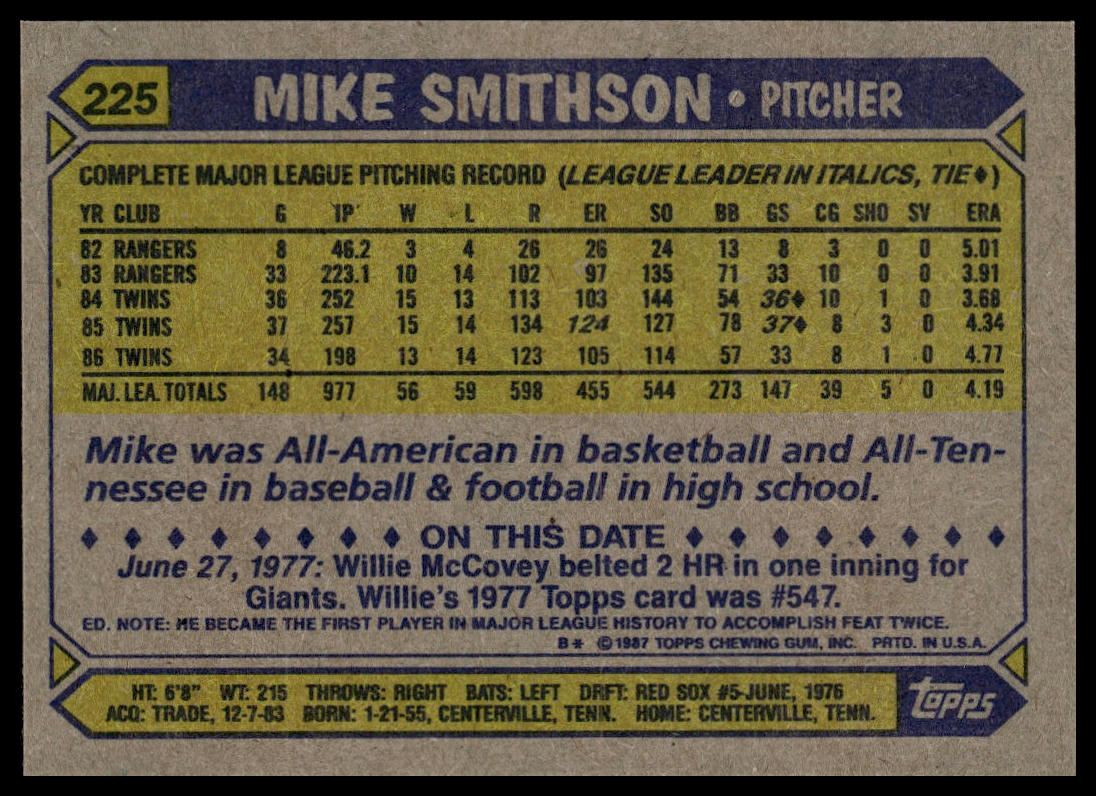 225 MIKE SMITHSON • PITCHER
COMPLETE MAJOR LEAGUE PITCHING RECORD (LEAGUE LEADER IN ITALICS, TIE♦)
YR CLUB G IP W L R ER SO BB GS CG SHO SV ERA
82 RANGERS 8 46.2 3 4 26 26 24 13 8 3 0 0 5.01
83 RANGERS 33 223.1 10 14 102 97 135 71 33 10 0 0 3.91
84 TWINS 36 252 15 13 113 103 144 54 36♦ 10 1 0 3.68
85 TWINS 37 257 15 14 134 124 127 78 37♦ 8 3 0 4.34
86 TWINS 34 198 13 14 123 105 114 57 33 8 1 0 4.77
MAJ. LEA. TOTALS 148 977 56 59 598 455 544 273 147 39 5 0 4.19
Mike was All-American in basketball and All-Ten-
nessee in baseball & football in high school.
♦ ♦ ♦ ♦ ♦ ♦ ♦ ♦ ON THIS DATE ♦ ♦ ♦ ♦ ♦ ♦ ♦ ♦
June 27, 1977: Willie McCovey belted 2 HR in one inning for
Giants. Willie's 1977 Topps card was #547.
ED. NOTE: HE BECAME THE FIRST PLAYER IN MAJOR LEAGUE HISTORY TO ACCOMPLISH FEAT TWICE.
B* ©1987 TOPPS CHEWING GUM, INC. PRTD. IN U.S.A.
HT: 6'8" WT: 215 THROWS: RIGHT BATS: LEFT DRFT: RED SOX #5-JUNE, 1976
ACQ: TRADE, 12-7-83 BORN: 1-21-55, CENTERVILLE, TENN. HOME: CENTERVILLE, TENN.
topps